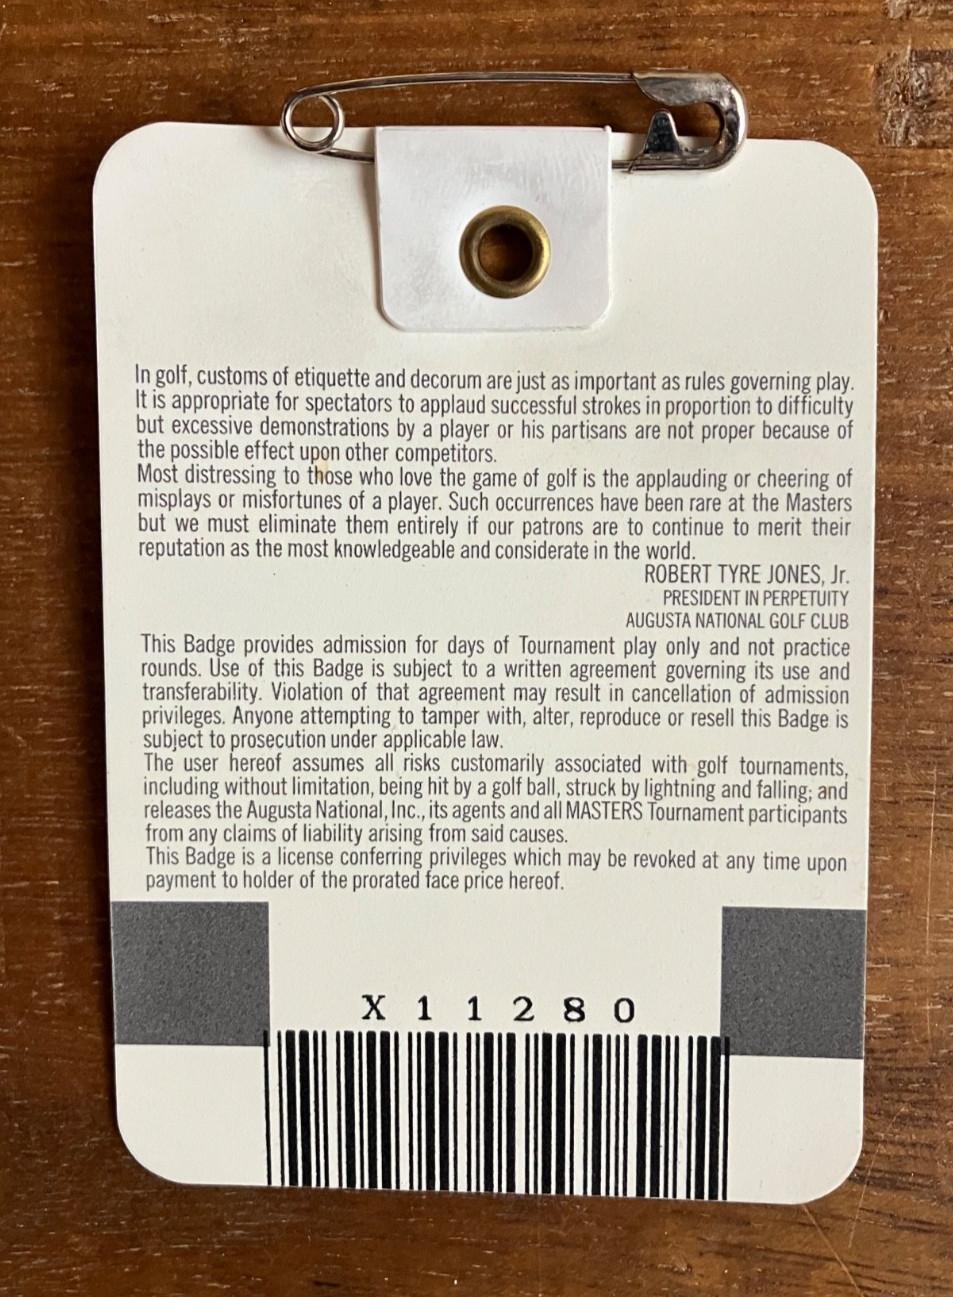 In golf, customs of etiquette and decorum are just as important as rules governing play.
It is appropriate for spectators to applaud successful strokes in proportion to difficulty
but excessive demonstrations by a player or his partisans are not proper because of
the possible effect upon other competitors.
Most distressing to those who love the game of golf is the applauding or cheering of
misplays or misfortunes of a player. Such occurrences have been rare at the Masters
but we must eliminate them entirely if our patrons are to continue to merit their
reputation as the most knowledgeable and considerate in the world.
ROBERT TYRE JONES, Jr.
PRESIDENT IN PERPETUITY
AUGUSTA NATIONAL GOLF CLUB
This Badge provides admission for days of Tournament play only and not practice
rounds. Use of this Badge is subject to a written agreement governing its use and
transferability. Violation of that agreement may result in cancellation of admission
privileges. Anyone attempting to tamper with, alter, reproduce or resell this Badge is
subject to prosecution under applicable law.
The user hereof assumes all risks customarily associated with golf tournaments,
including without limitation, being hit by a golf ball, struck by lightning and falling; and
releases the Augusta National, Inc., its agents and all MASTERS Tournament participants
from any claims of liability arising from said causes.
This Badge is a license conferring privileges which may be revoked at any time upon
payment to holder of the prorated face price hereof.
X 1 1 2 8 0